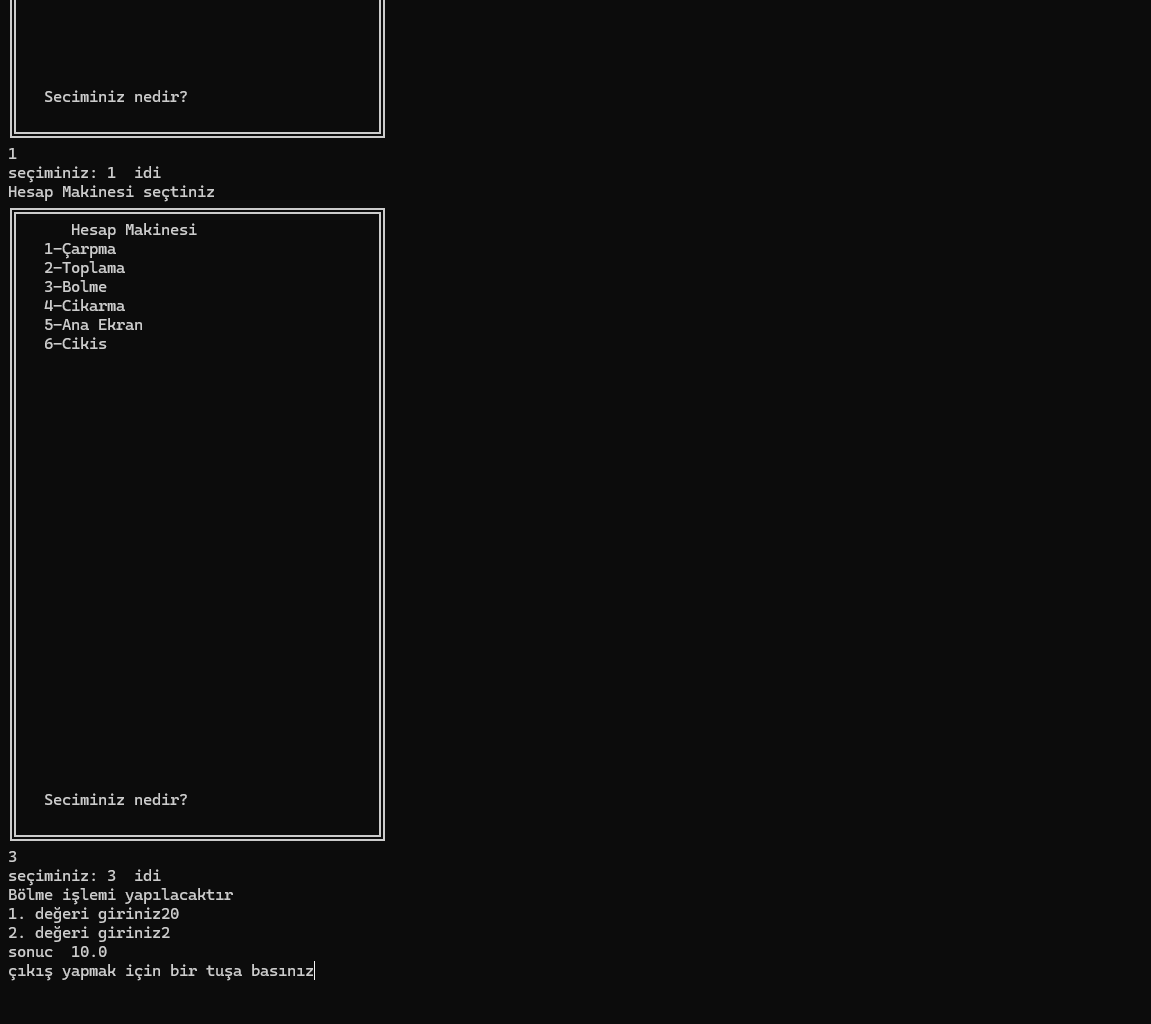 Seciminiz nedir?
1
seçiminiz: 1  idi
Hesap Makinesi seçtiniz
Hesap Makinesi
1-Çarpma
2-Toplama
3-Bolme
4-Cikarma
5-Ana Ekran
6-Cikis
Seciminiz nedir?
3
seçiminiz: 3  idi
Bölme işlemi yapılacaktır
1. değeri giriniz20
2. değeri giriniz2
sonuc  10.0
çıkış yapmak için bir tuşa basınız